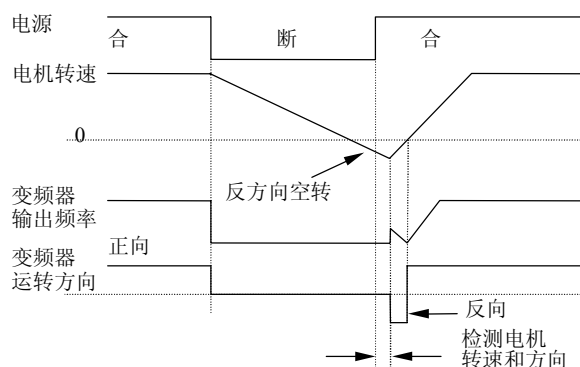 电源
合
断
合
电机转速
0
反方向空转
变频器
输出频率
正向
变频器
运转方向
反向
检测电机
转速和方向